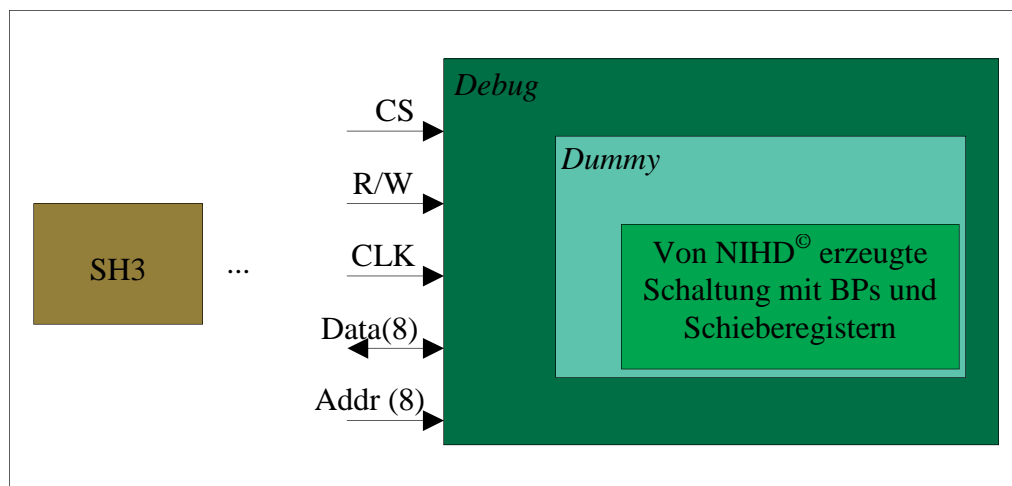 Debug
CS
Dummy
R/W
Von NIHD© erzeugte
Schaltung mit BPs und
Schieberegistern
SH3
...
CLK
Data(8)
Addr (8)